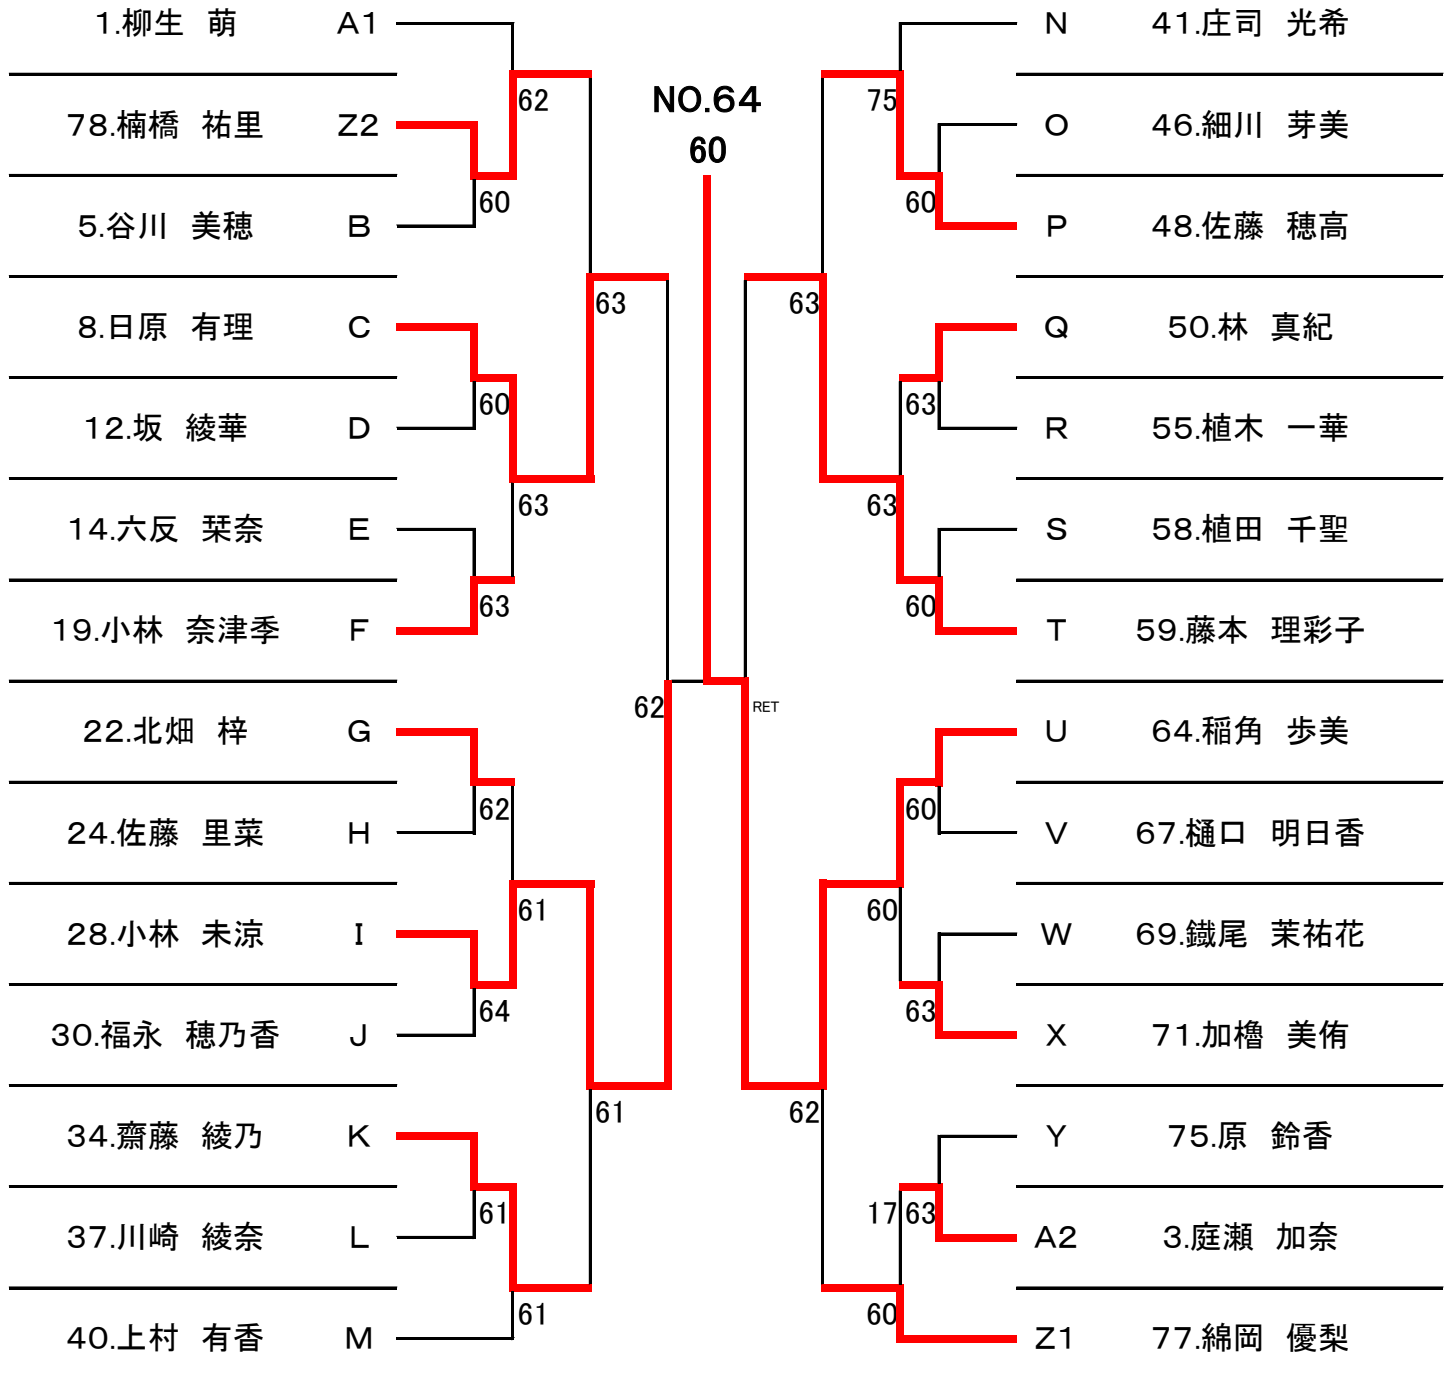 1.柳生 萌 A1
78.楠橋 祐里 Z2
5.谷川 美穂 B
8.日原 有理 C
12.坂 綾華 D
14.六反 栞奈 E
19.小林 奈津季 F
22.北畑 梓 G
24.佐藤 里菜 H
28.小林 未涼 I
30.福永 穂乃香 J
34.齋藤 綾乃 K
37.川崎 綾奈 L
40.上村 有香 M
62
60
63
60
63
63
62
62
61
64
61
61
61
NO.64
60
RET
75
60
63
63
63
60
60
60
63
62
17
63
60
N 41.庄司 光希
O 46.細川 芽美
P 48.佐藤 穂高
Q 50.林 真紀
R 55.植木 一華
S 58.植田 千聖
T 59.藤本 理彩子
U 64.稲角 歩美
V 67.樋口 明日香
W 69.鐵尾 茉祐花
X 71.加櫓 美侑
Y 75.原 鈴香
A2 3.庭瀬 加奈
Z1 77.綿岡 優梨